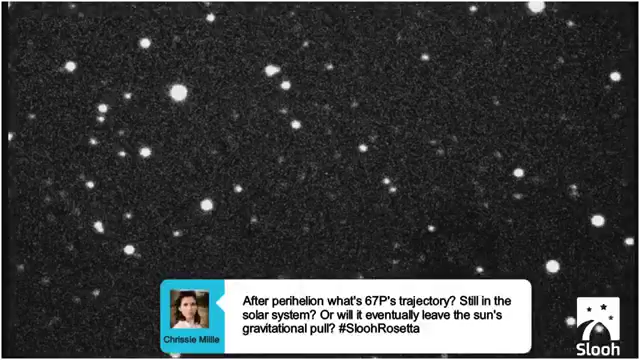 After perihelion what's 67P's trajectory? Still in the
solar system? Or will it eventually leave the sun's
gravitational pull? #SloohRosetta
Chrissie Miille
Slooh